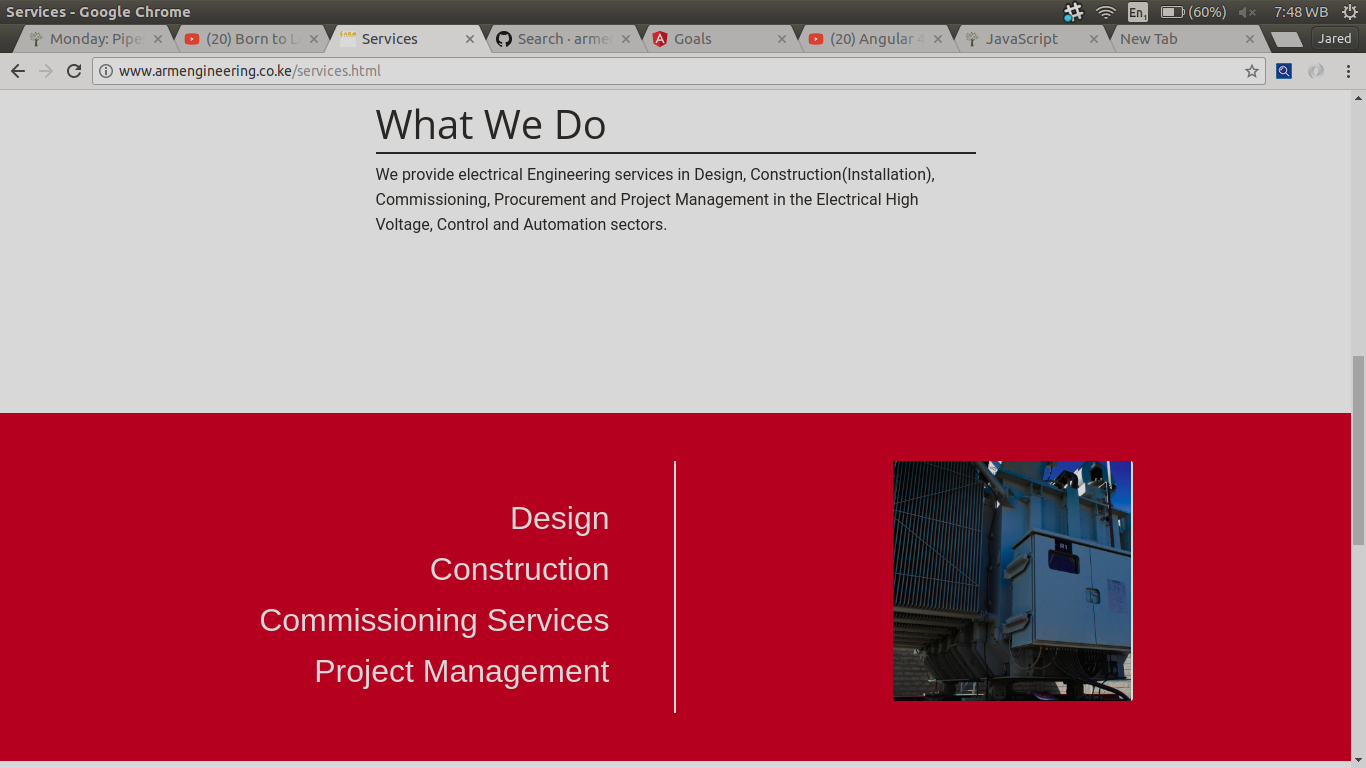 Services - Google Chrome
En1
(60%)
7:48 WB
Monday: Pipe
(20) Born to L
Services
Search · arme
Goals
(20) Angular 4
JavaScript
New Tab
Jared
www.armengineering.co.ke/services.html
What We Do
We provide electrical Engineering services in Design, Construction(Installation),
Commissioning, Procurement and Project Management in the Electrical High
Voltage, Control and Automation sectors.
Design
Construction
Commissioning Services
Project Management
R1